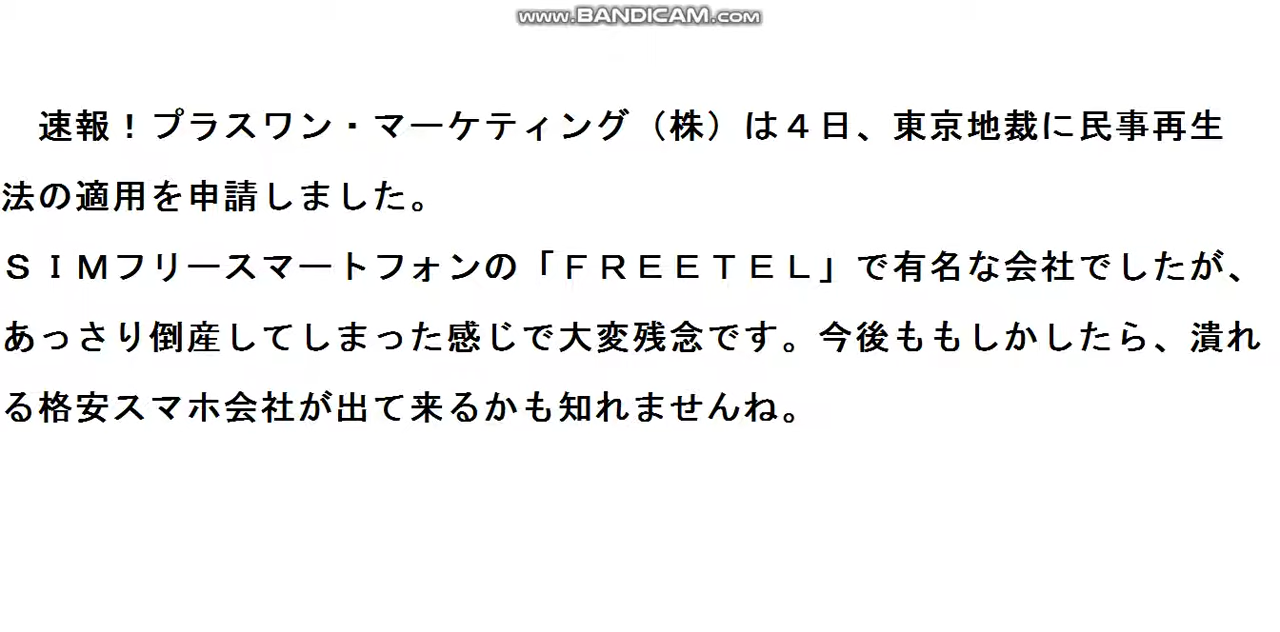 www.BANDICAM.com
速報！プラスワン・マーケティング（株）は４日、東京地裁に民事再生
法の適用を申請しました。
ＳＩＭフリースマートフォンの「ＦＲＥＥＴＥＬ」で有名な会社でしたが、
あっさり倒産してしまった感じで大変残念です。今後ももしかしたら、潰れ
る格安スマホ会社が出て来るかも知れませんね。